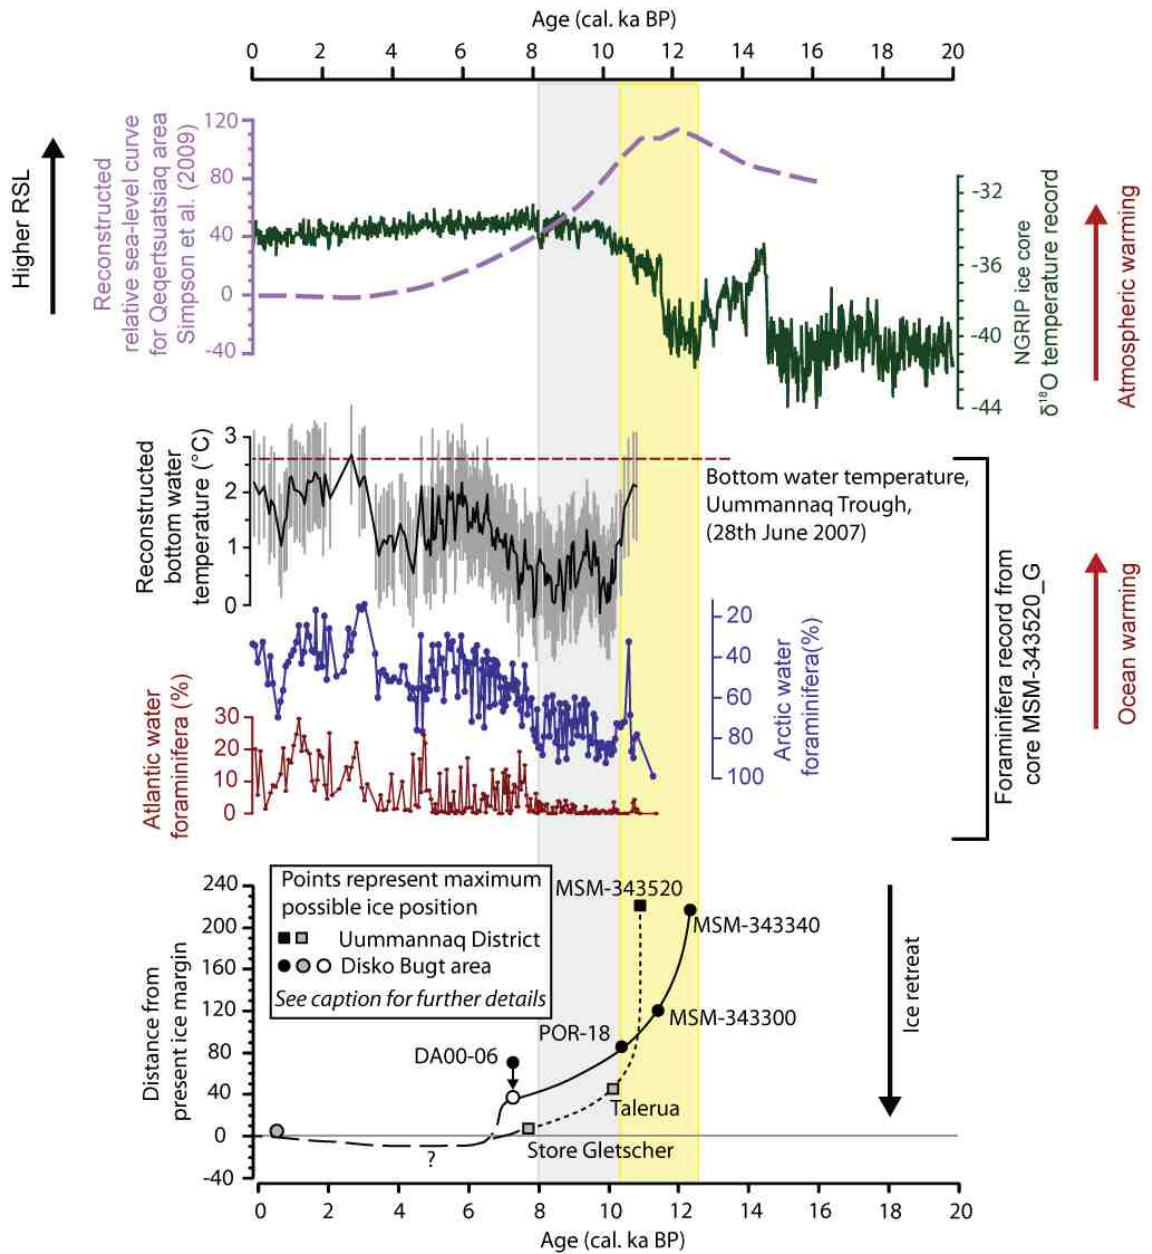 Age (cal. ka BP)
0 2 4 6 8 10 12 14 16 18 20
Higher RSL
Reconstructed
relative sea-level curve
for Qeqertsuatsiaq area
Simpson et al. (2009)
120
80
40
0
-40
-32
-36
-40
-44
NGRIP ice core
δ18O temperature record
Atmospheric warming
Reconstructed
bottom water
temperature (°C)
3
2
1
0
Bottom water temperature,
Uummannaq Trough,
(28th June 2007)
20
40
60
80
100
Arctic water
foraminifera(%)
Atlantic water
foraminifera (%)
30
20
10
0
Foraminifera record from
core MSM-343520_G
Ocean warming
Distance from
present ice margin
240
200
160
120
80
40
0
-40
Points represent maximum
possible ice position
Uummannaq District
Disko Bugt area
See caption for further details
MSM-343520
MSM-343340
MSM-343300
POR-18
DA00-06
Talerua
Store Gletscher
?
Ice retreat
0 2 4 6 8 10 12 14 16 18 20
Age (cal. ka BP)